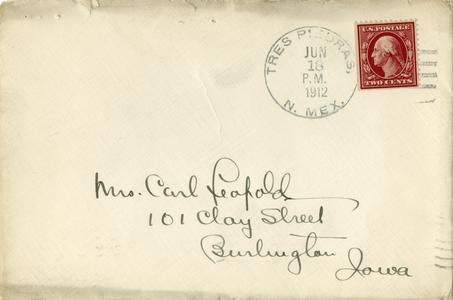 TRES PIEDRAS,
JUN
18
P.M.
1912
N. MEX.
U.S.POSTAGE
TWO CENTS
Mrs. Carl Leopold
101 Clay Street
Burlington
Iowa